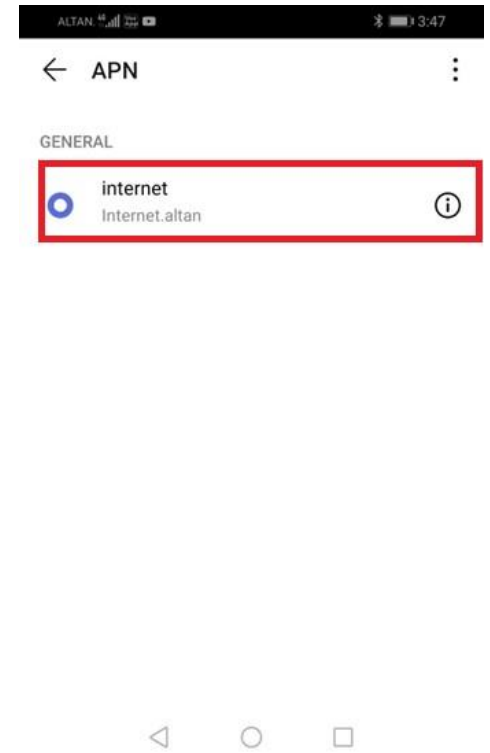 ALTAN. 3:47
APN
GENERAL
internet
Internet.altan